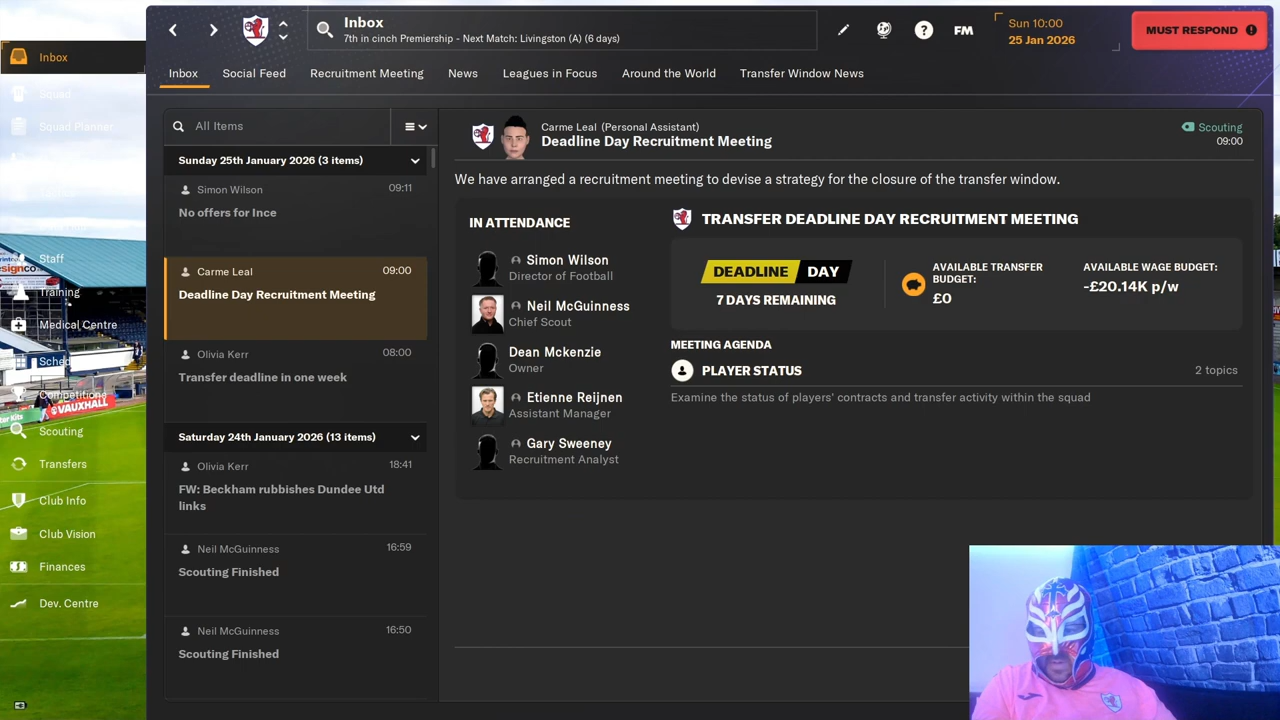 Inbox
7th in cinch Premiership - Next Match: Livingston (A) (6 days)
FM
Sun 10:00
25 Jan 2026
MUST RESPOND
Inbox
Social Feed
Recruitment Meeting
News
Leagues in Focus
Around the World
Transfer Window News
Inbox
Squad
Squad Planner
Staff
Training
Medical Centre
Sched
Competitions
Scouting
Transfers
Club Info
Club Vision
Finances
Dev. Centre
VAUXHALL
All Items
Sunday 25th January 2026 (3 items)
Simon Wilson 09:11
No offers for Ince
Carme Leal 09:00
Deadline Day Recruitment Meeting
Olivia Kerr 08:00
Transfer deadline in one week
Saturday 24th January 2026 (13 items)
Olivia Kerr 18:41
FW: Beckham rubbishes Dundee Utd
links
Neil McGuinness 16:59
Scouting Finished
Neil McGuinness 16:50
Scouting Finished
Carme Leal (Personal Assistant)
Deadline Day Recruitment Meeting
Scouting
09:00
We have arranged a recruitment meeting to devise a strategy for the closure of the transfer window.
IN ATTENDANCE
Simon Wilson
Director of Football
Neil McGuinness
Chief Scout
Dean Mckenzie
Owner
Etienne Reijnen
Assistant Manager
Gary Sweeney
Recruitment Analyst
TRANSFER DEADLINE DAY RECRUITMENT MEETING
DEADLINE DAY
7 DAYS REMAINING
AVAILABLE TRANSFER
BUDGET:
£0
AVAILABLE WAGE BUDGET:
-£20.14K p/w
MEETING AGENDA
PLAYER STATUS 2 topics
Examine the status of players' contracts and transfer activity within the squad